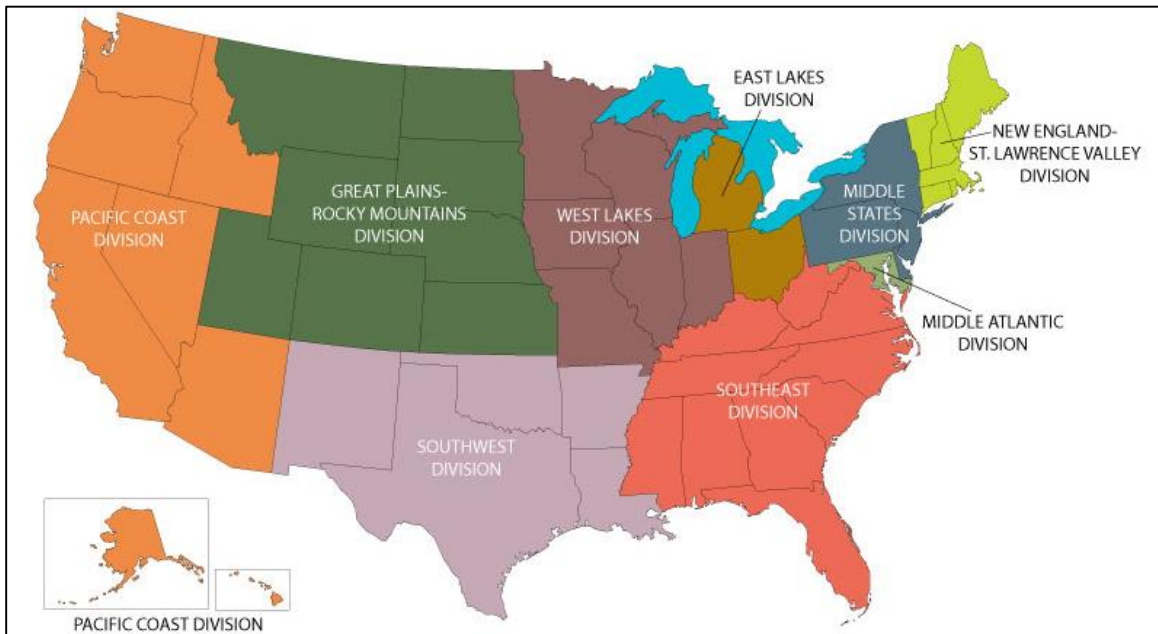 EAST LAKES
DIVISION
NEW ENGLAND-
ST. LAWRENCE VALLEY
DIVISION
GREAT PLAINS-
ROCKY MOUNTAINS
DIVISION
MIDDLE
STATES
DIVISION
PACIFIC COAST
DIVISION
WEST LAKES
DIVISION
MIDDLE ATLANTIC
DIVISION
SOUTHEAST
DIVISION
SOUTHWEST
DIVISION
PACIFIC COAST DIVISION